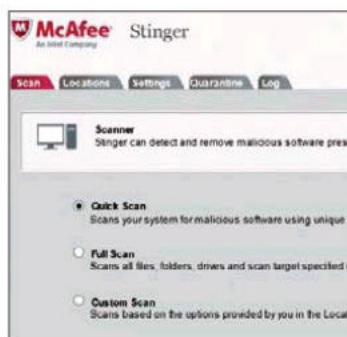 McAfee Stinger
An Intel Company
Scan Locations Settings Quarantine Log
Scanner
Stinger can detect and remove malicious software pres
Quick Scan
Scans your system for malicious software using unique
Full Scan
Scans all files, folders, drives and scan target specified
Custom Scan
Scans based on the options provided by you in the Locat